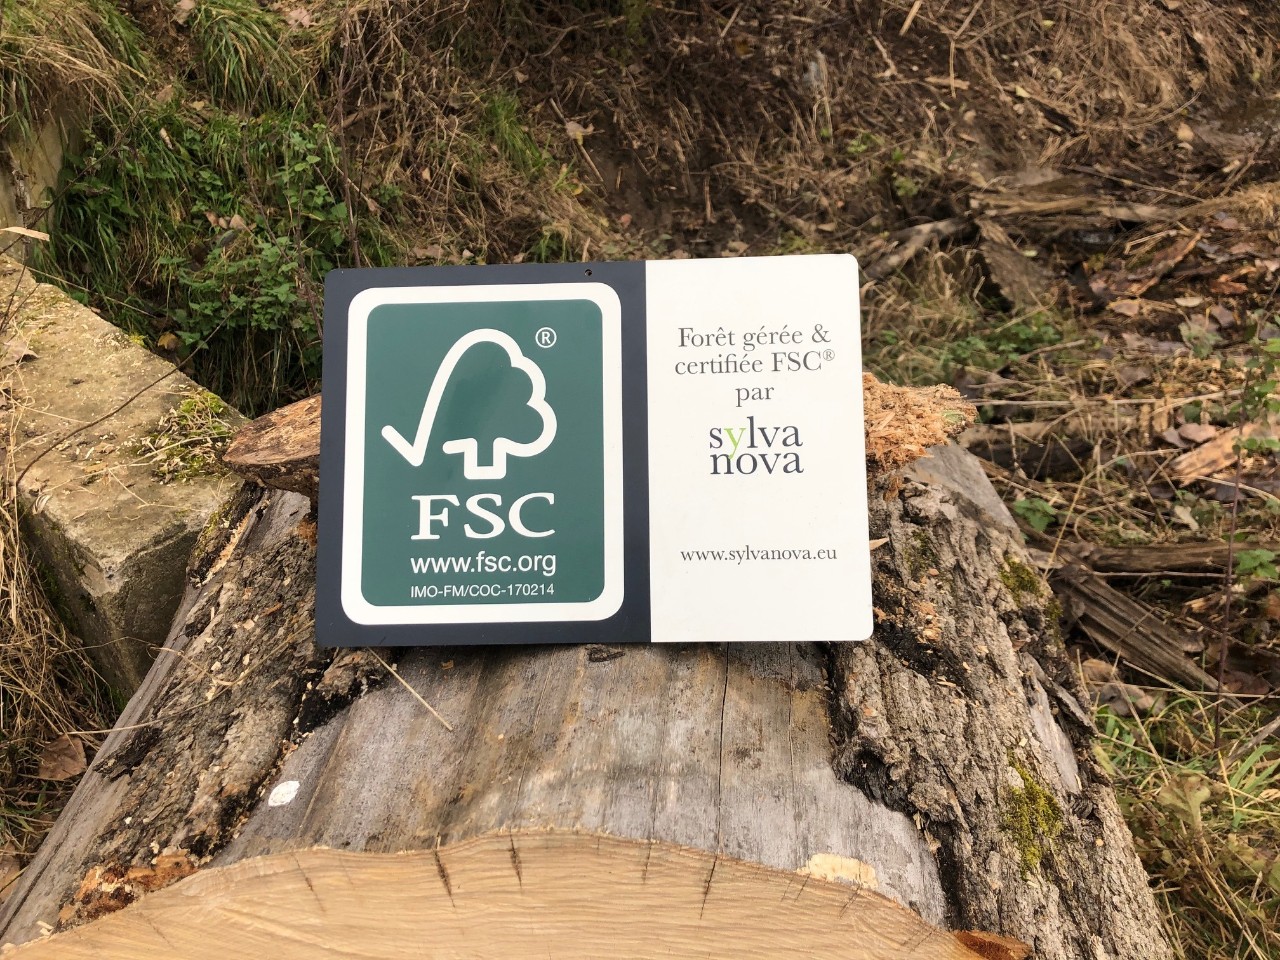 ®
FSC
www.fsc.org
IMO-FM/COC-170214
Forêt gérée &
certifiée FSC®
par
sylva
nova
www.sylvanova.eu